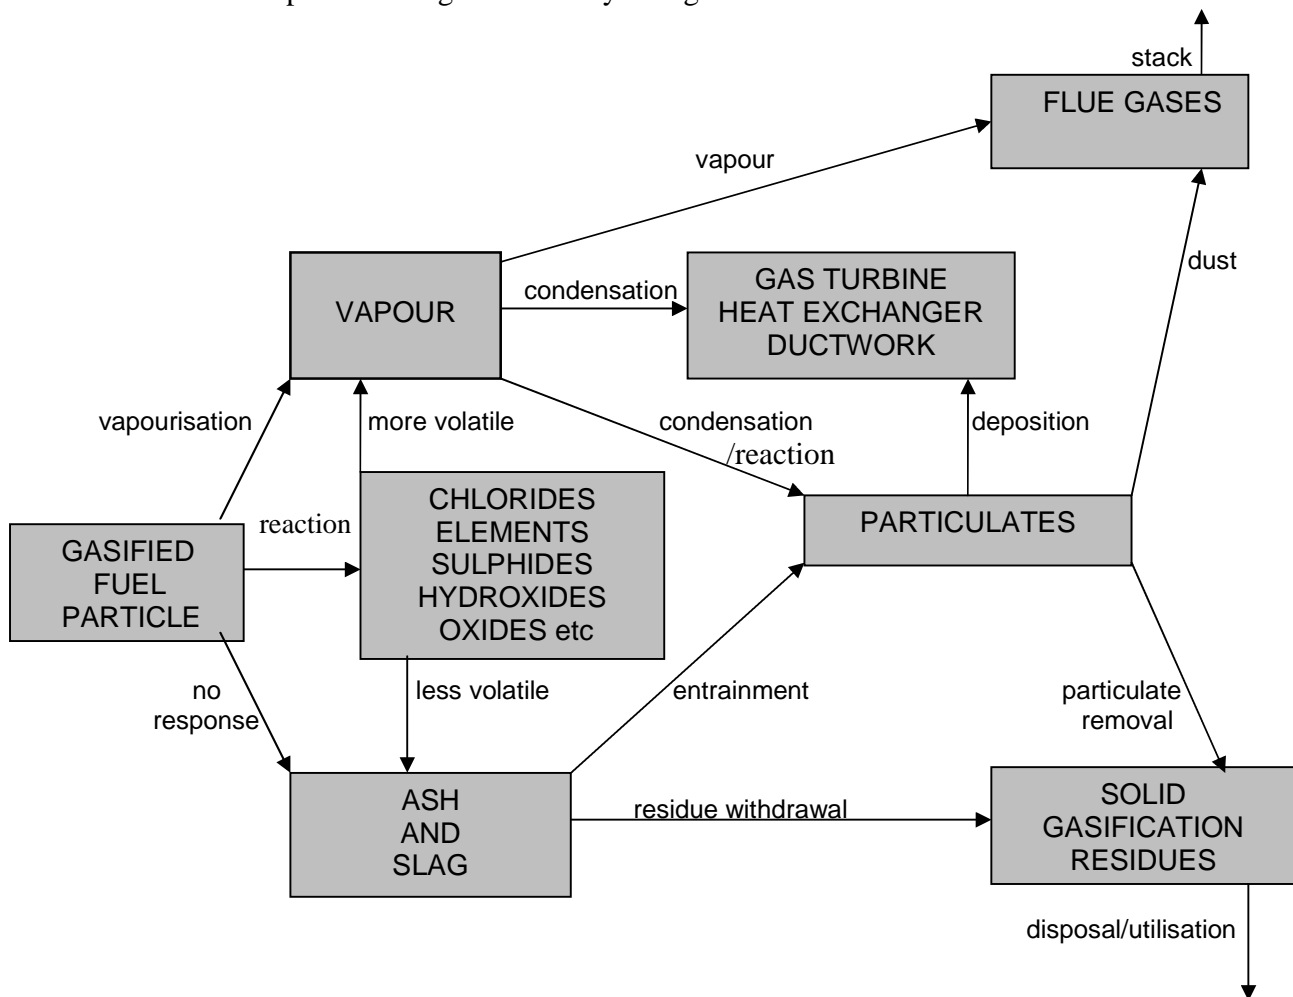 stack
FLUE GASES
vapour
dust
GAS TURBINE
HEAT EXCHANGER
DUCTWORK
condensation
VAPOUR
vapourisation
more volatile
condensation
/reaction
deposition
CHLORIDES
ELEMENTS
SULPHIDES
HYDROXIDES
OXIDES etc
PARTICULATES
reaction
GASIFIED
FUEL
PARTICLE
no
response
less volatile
entrainment
particulate
removal
ASH
AND
SLAG
residue withdrawal
SOLID
GASIFICATION
RESIDUES
disposal/utilisation